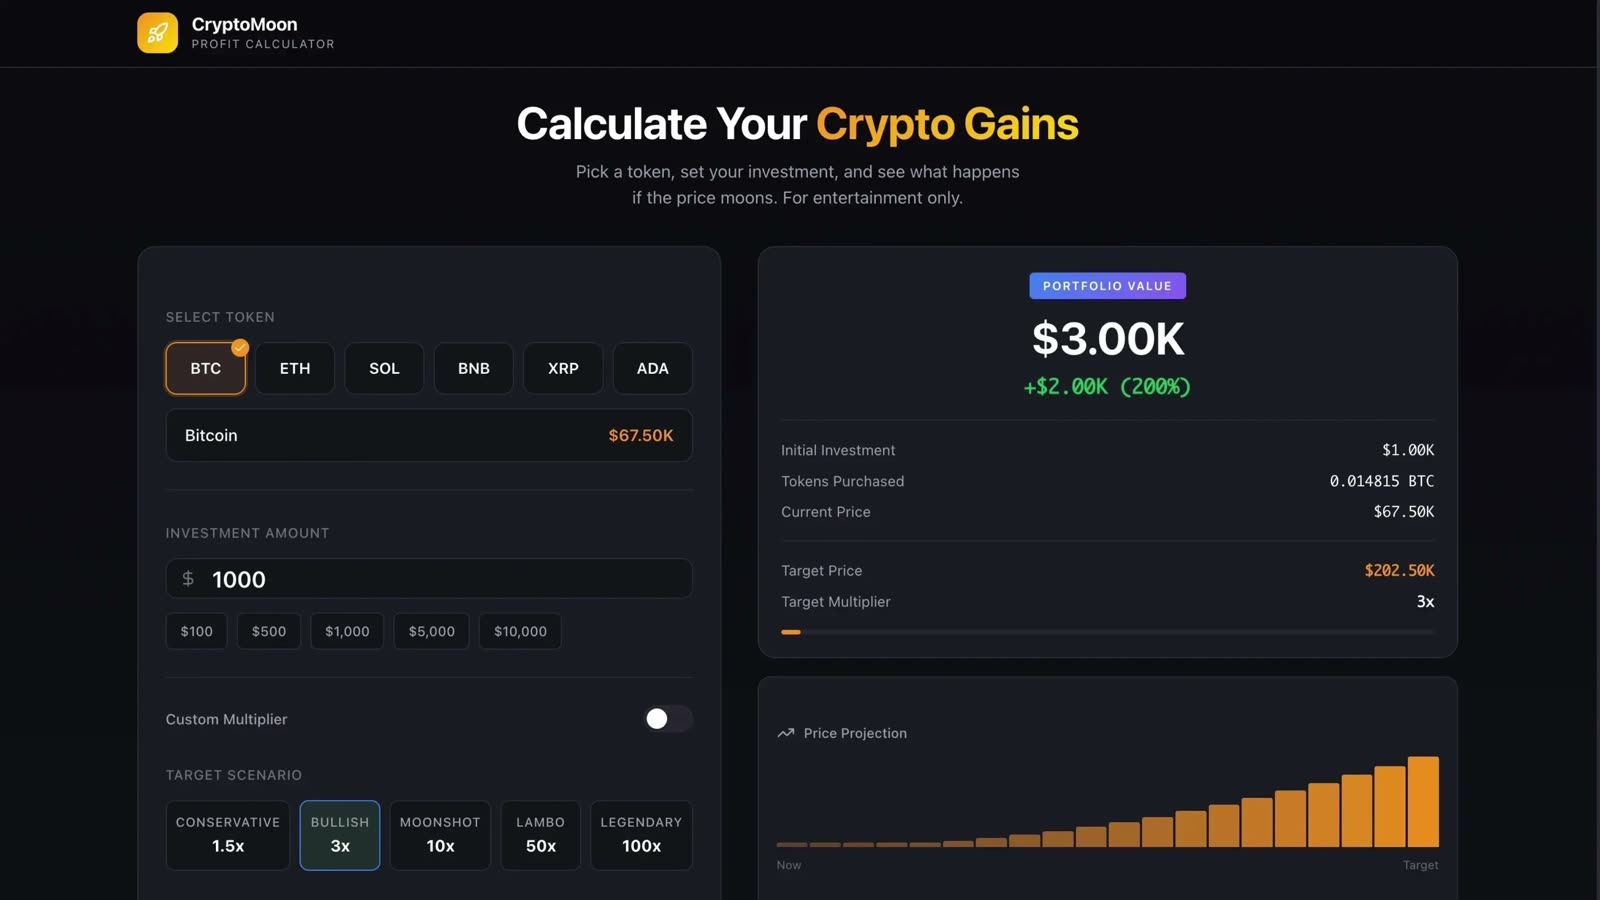 CryptoMoon
PROFIT CALCULATOR
Calculate Your Crypto Gains
Pick a token, set your investment, and see what happens
if the price moons. For entertainment only.
SELECT TOKEN
BTC ETH SOL BNB XRP ADA
Bitcoin $67.50K
INVESTMENT AMOUNT
$ 1000
$100 $500 $1,000 $5,000 $10,000
Custom Multiplier
TARGET SCENARIO
CONSERVATIVE BULLISH MOONSHOT LAMBO LEGENDARY
1.5x 3x 10x 50x 100x
PORTFOLIO VALUE
$3.00K
+$2.00K (200%)
Initial Investment $1.00K
Tokens Purchased 0.014815 BTC
Current Price $67.50K
Target Price $202.50K
Target Multiplier 3x
Price Projection
Now Target